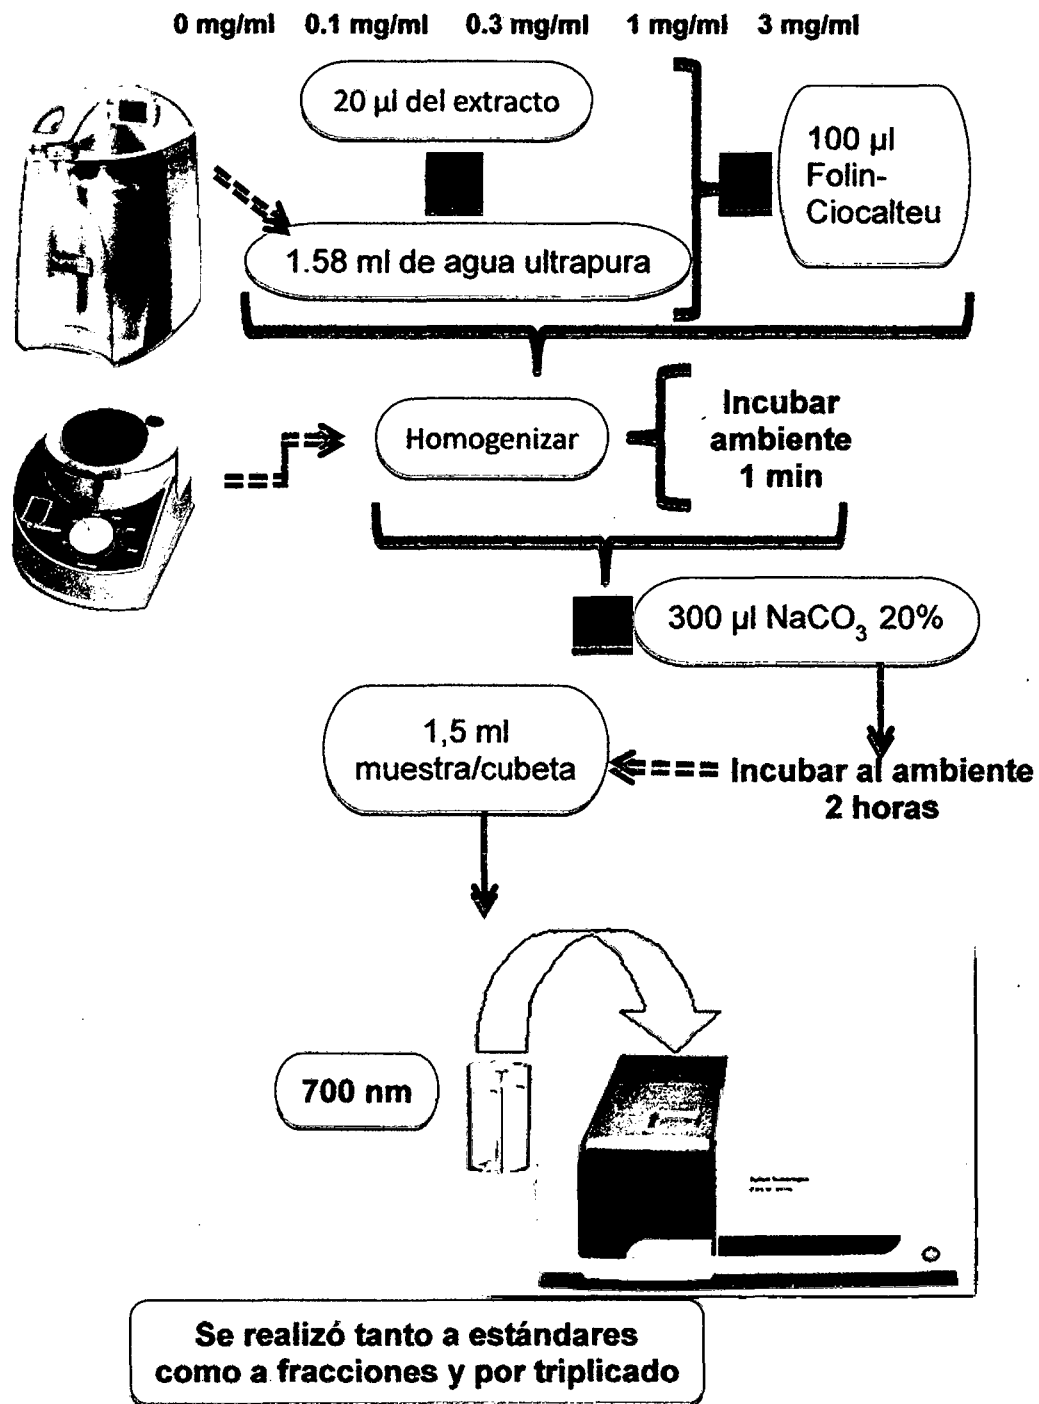 0 mg/ml 0.1 mg/ml 0.3 mg/ml 1 mg/ml 3 mg/ml
20 µl del extracto
1.58 ml de agua ultrapura
100 µl
Folin-
Ciocalteu
Homogenizar
Incubar
ambiente
1 min
300 µl NaCO₃ 20%
Incubar al ambiente
2 horas
1,5 ml
muestra/cubeta
700 nm
Se realizó tanto a estándares
como a fracciones y por triplicado